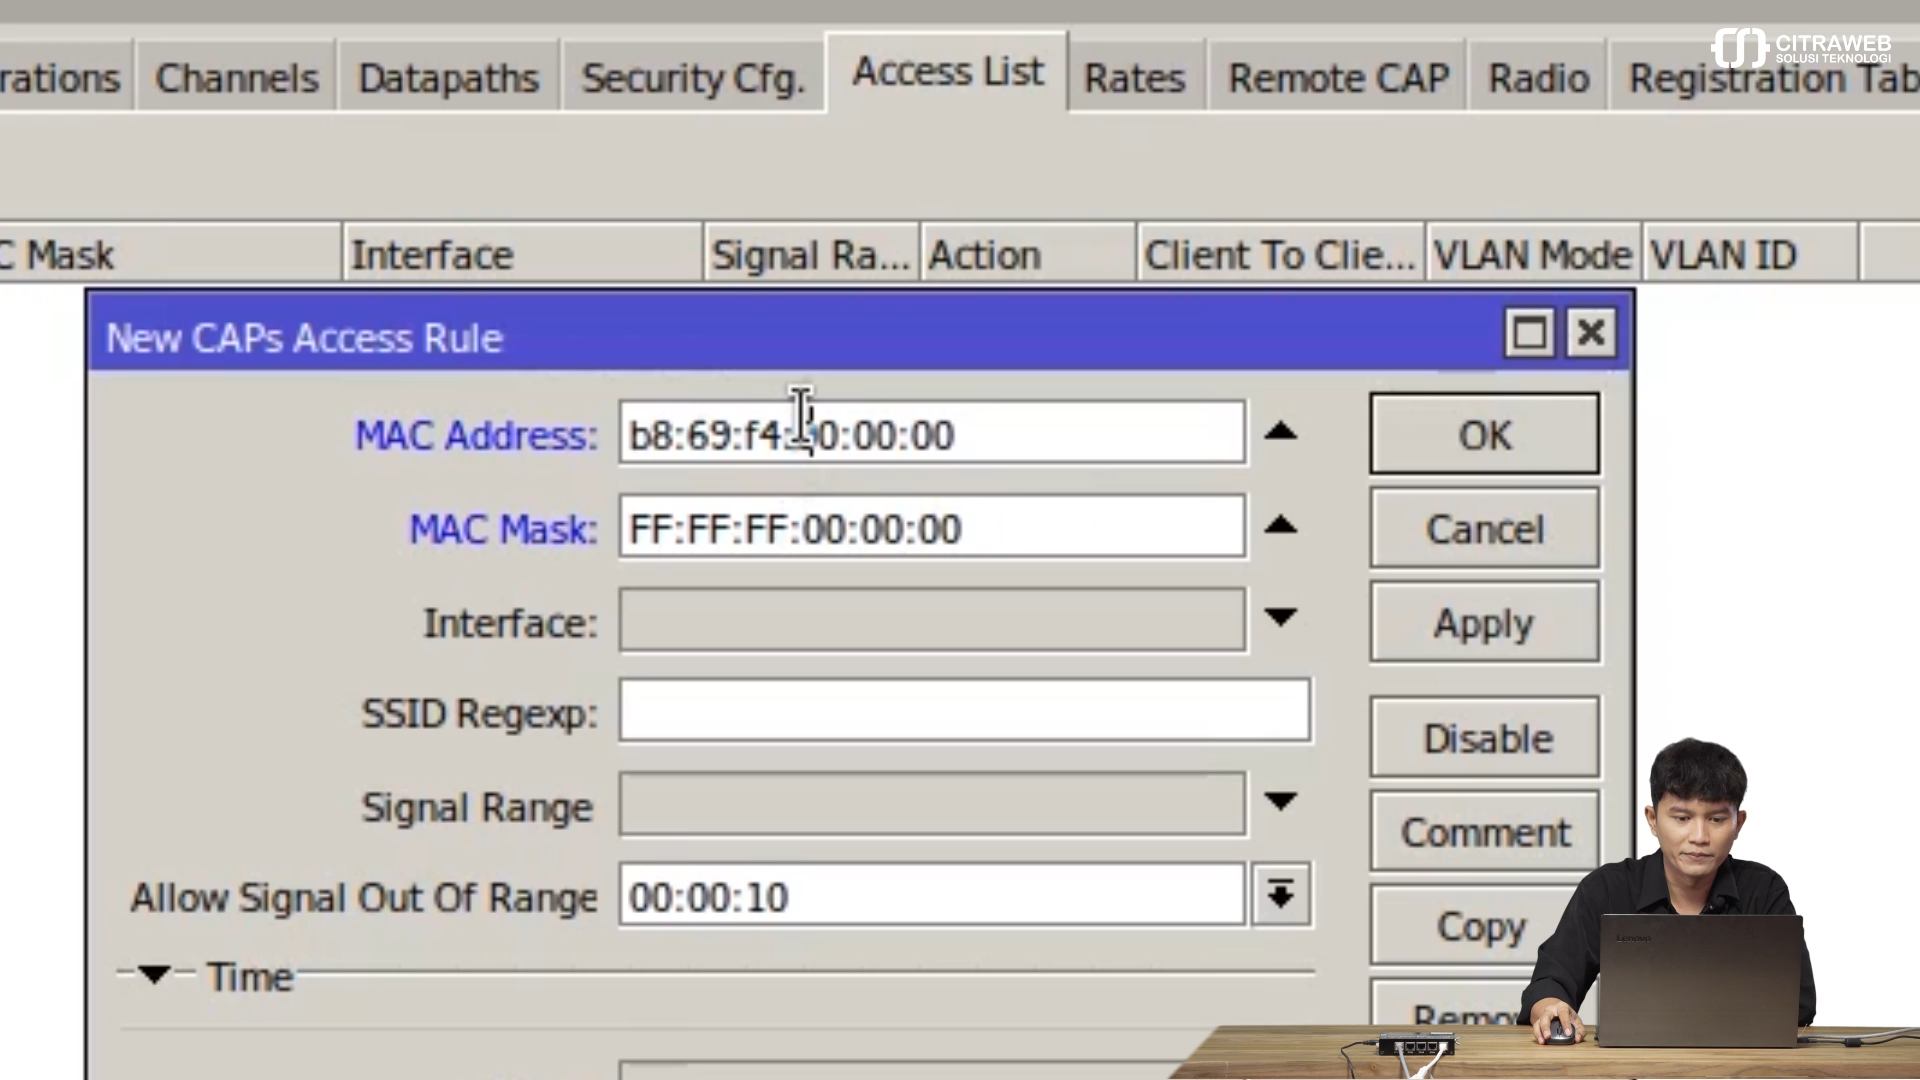 CITRAWEB
SOLUSI TEKNOLOGI
rations Channels Datapaths Security Cfg. Access List Rates Remote CAP Radio Registration Tab
C Mask Interface Signal Ra... Action Client To Clie... VLAN Mode VLAN ID
New CAPs Access Rule
MAC Address: b8:69:f4:00:00:00 OK
MAC Mask: FF:FF:FF:00:00:00 Cancel
Interface: Apply
SSID Regexp: Disable
Signal Range Comment
Allow Signal Out Of Range 00:00:10 Copy
Time
Remo
Lenovo